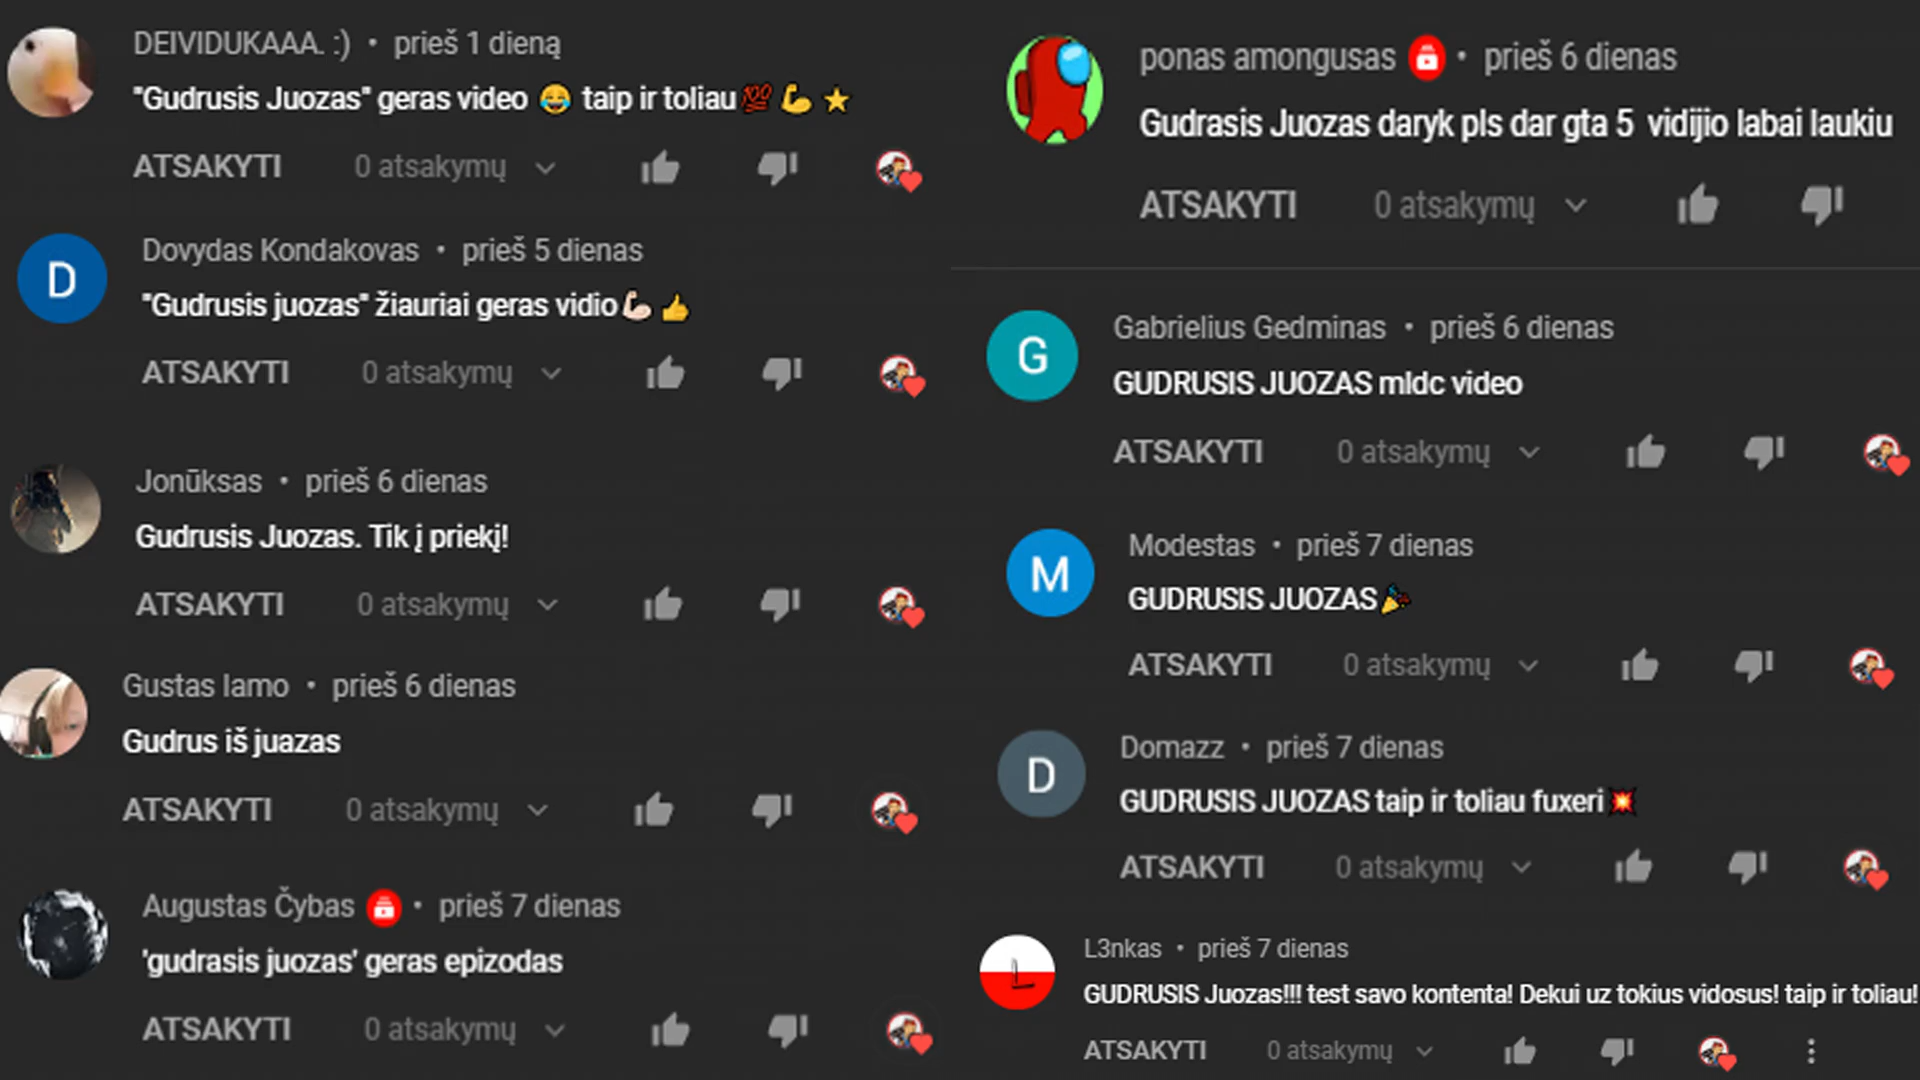 DEIVIDUKAAA. :) • prieš 1 dieną
"Gudrusis Juozas" geras video 😂 taip ir toliau💯 💪 ⭐
ATSAKYTI 0 atsakymų
D
Dovydas Kondakovas • prieš 5 dienas
"Gudrusis juozas" žiauriai geras vidio💪🏻 👍
ATSAKYTI 0 atsakymų
Jonūksas • prieš 6 dienas
Gudrusis Juozas. Tik į priekį!
ATSAKYTI 0 atsakymų
Gustas lamo • prieš 6 dienas
Gudrus iš juazas
ATSAKYTI 0 atsakymų
Augustas Čybas • prieš 7 dienas
'gudrasis juozas' geras epizodas
ATSAKYTI 0 atsakymų
ponas amongusas • prieš 6 dienas
Gudrasis Juozas daryk pls dar gta 5 vidijio labai laukiu
ATSAKYTI 0 atsakymų
G
Gabrielius Gedminas • prieš 6 dienas
GUDRUSIS JUOZAS mldc video
ATSAKYTI 0 atsakymų
M
Modestas • prieš 7 dienas
GUDRUSIS JUOZAS🎉
ATSAKYTI 0 atsakymų
D
Domazz • prieš 7 dienas
GUDRUSIS JUOZAS taip ir toliau fuxeri💥
ATSAKYTI 0 atsakymų
L
L3nkas • prieš 7 dienas
GUDRUSIS Juozas!!! test savo kontenta! Dekui uz tokius vidosus! taip ir toliau!
ATSAKYTI 0 atsakymų